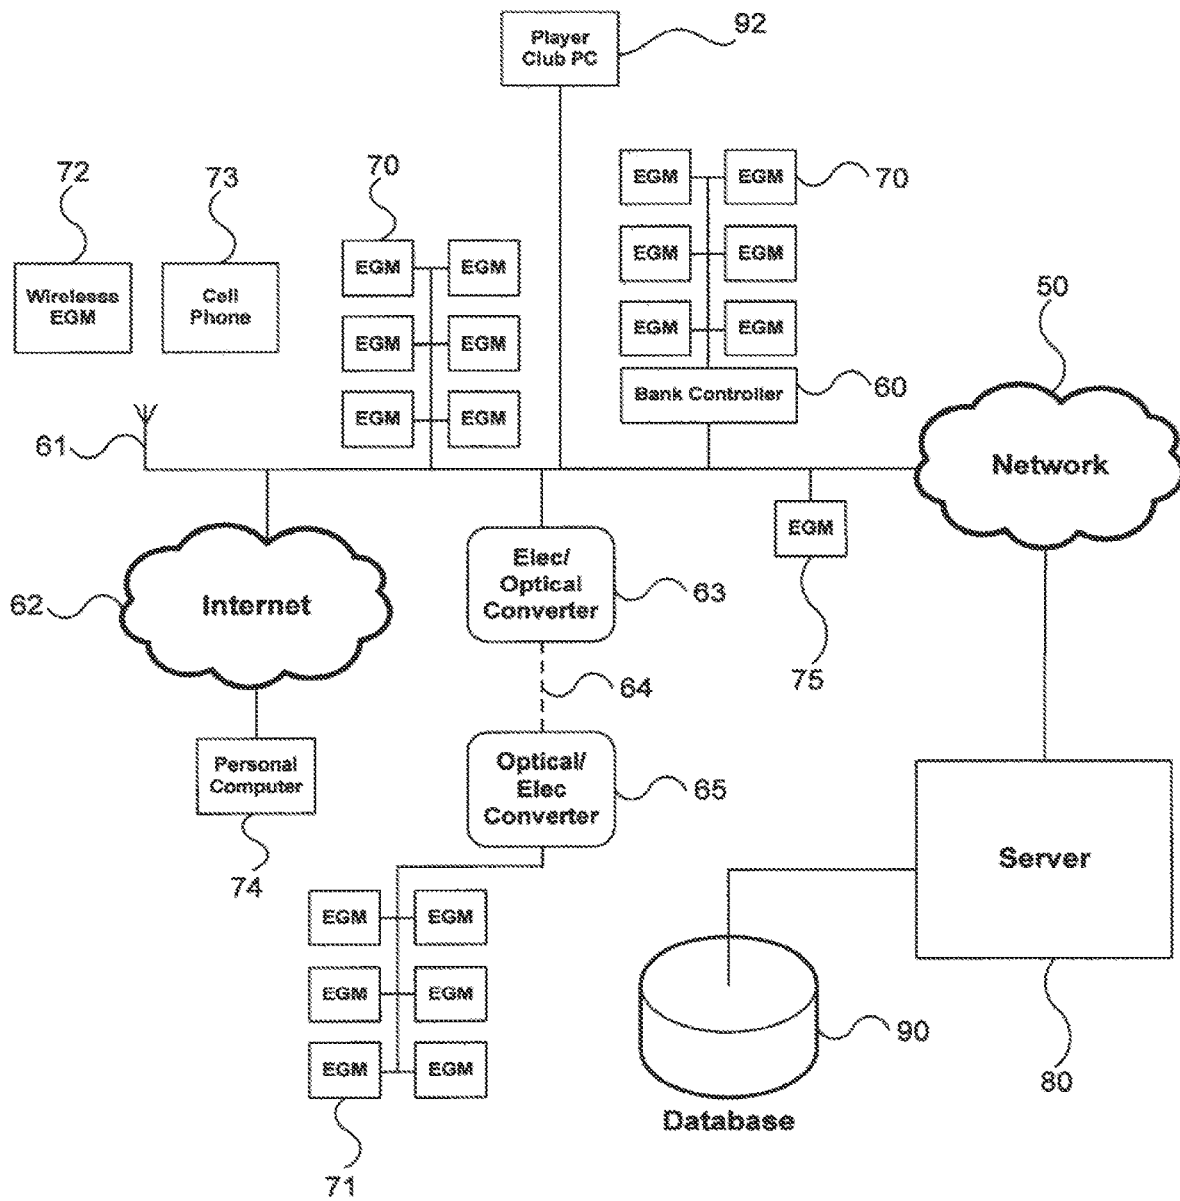 92
Player
Club PC
72
73
70
EGM
EGM
70
EGM
EGM
EGM
EGM
Wirelesss
EGM
Cell
Phone
EGM
EGM
50
EGM
EGM
EGM
EGM
Bank Controller
60
EGM
EGM
61
Network
EGM
Elec/
Optical
Converter
63
62
Internet
75
64
Personal
Computer
Optical/
Elec
Converter
65
74
Server
EGM
EGM
EGM
EGM
90
EGM
EGM
80
Database
71